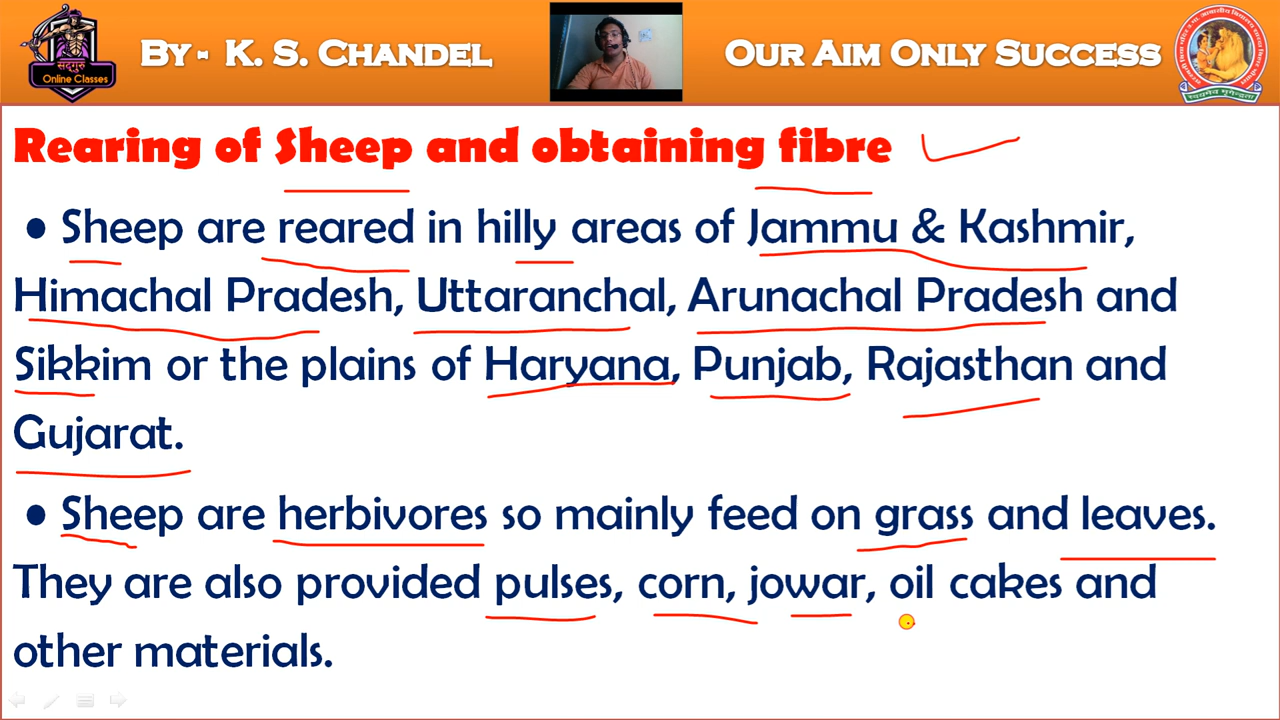 सद्गुरु
Online Classes
By - K. S. Chandel
Our Aim Only Success
Rearing of Sheep and obtaining fibre
● Sheep are reared in hilly areas of Jammu & Kashmir,
Himachal Pradesh, Uttaranchal, Arunachal Pradesh and
Sikkim or the plains of Haryana, Punjab, Rajasthan and
Gujarat.
● Sheep are herbivores so mainly feed on grass and leaves.
They are also provided pulses, corn, jowar, oil cakes and
other materials.